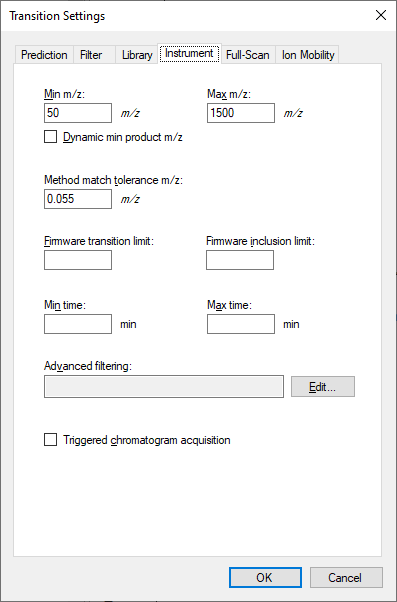 Transition Settings
Prediction Filter Library Instrument Full-Scan Ion Mobility
Min m/z: Max m/z:
50 m/z 1500 m/z
Dynamic min product m/z
Method match tolerance m/z:
0.055 m/z
Firmware transition limit: Firmware inclusion limit:
Min time: Max time:
min min
Advanced filtering:
Edit...
Triggered chromatogram acquisition
OK Cancel